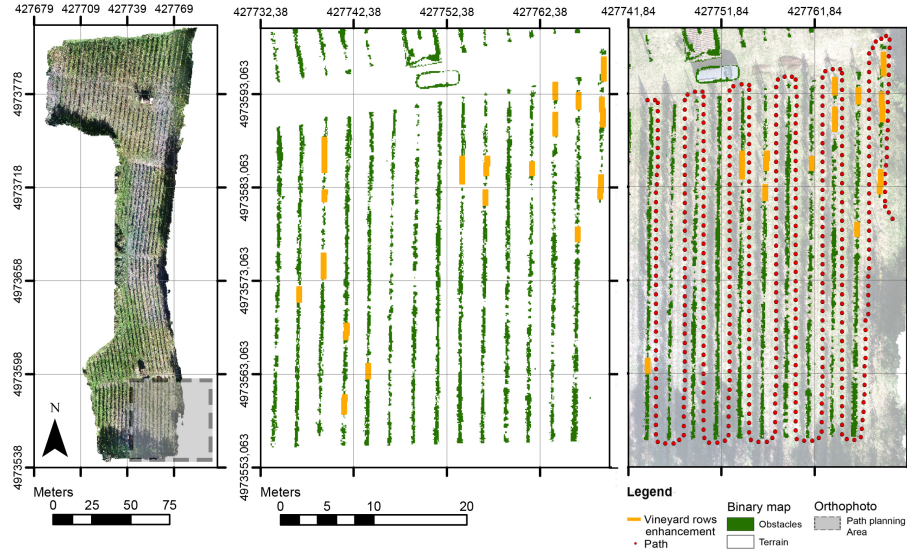 427679 427709 427739 427769
427732,38 427742,38 427752,38 427762,38
427741,84 427751,84 427761,84
4973778
4973718
4973658
4973598
4973538
4973593,063
4973583,063
4973573,063
4973563,063
4973553,063
N
Meters
0 25 50 75
Meters
0 5 10 20
Legend
Vineyard rows
enhancement
Path
Binary map
Obstacles
Terrain
Orthophoto
Path planning
Area